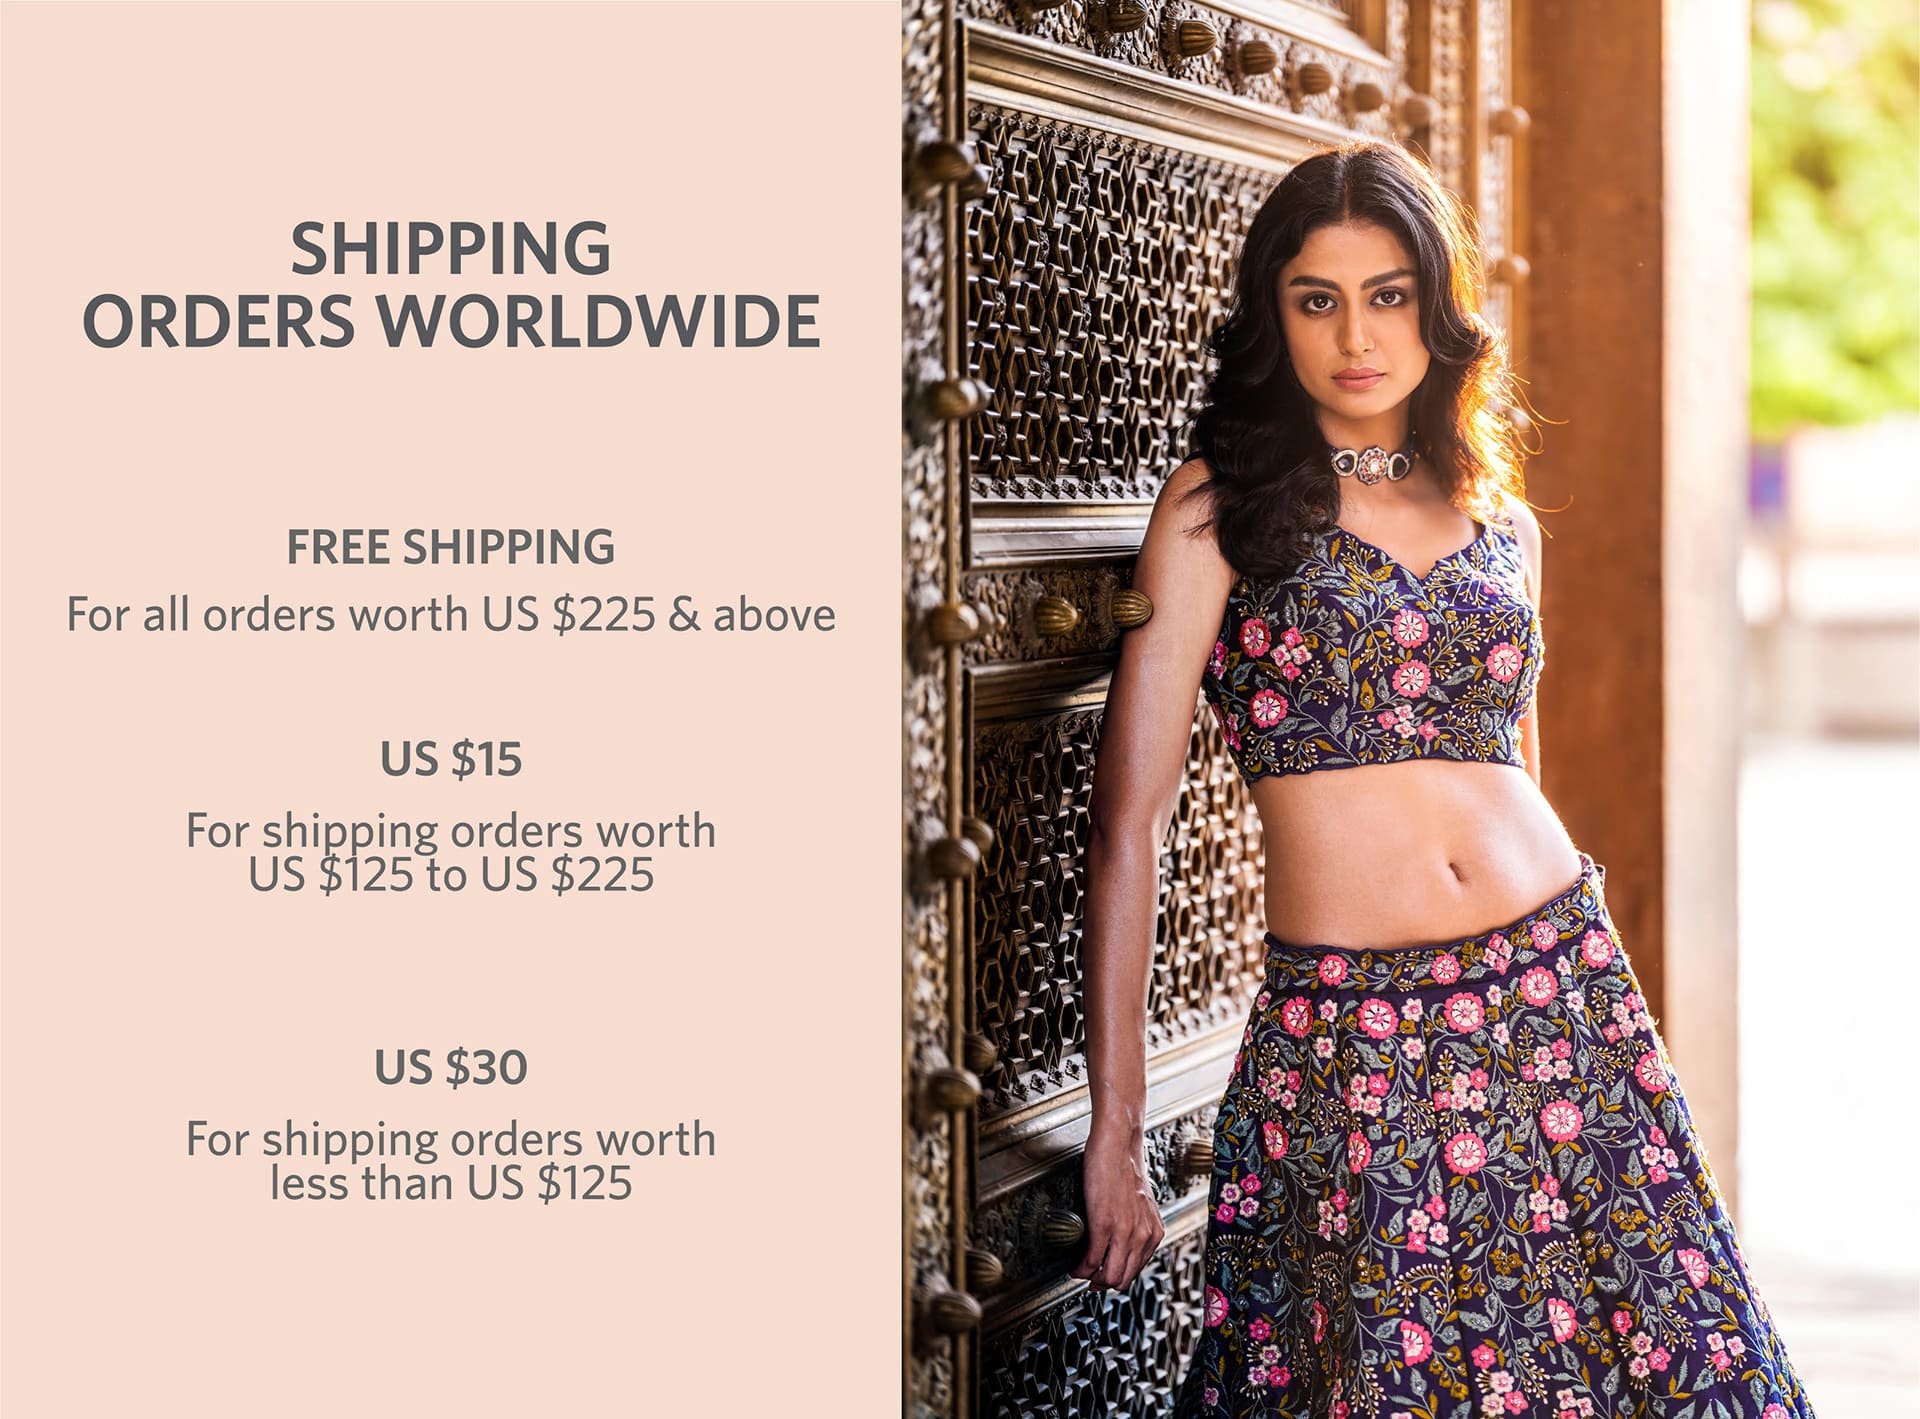 SHIPPING
ORDERS WORLDWIDE
FREE SHIPPING
For all orders worth US $225 & above
US $15
For shipping orders worth
US $125 to US $225
US $30
For shipping orders worth
less than US $125